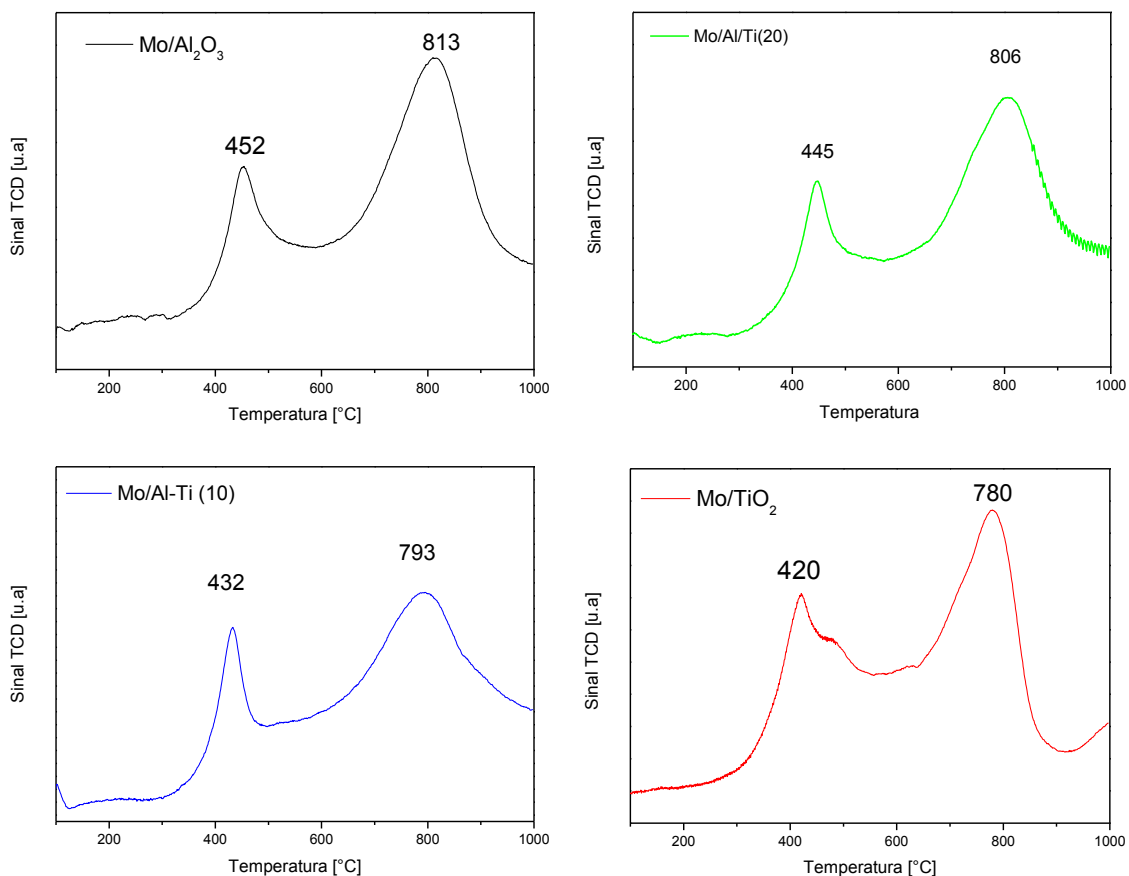 Mo/Al₂O₃
452
813
Sinal TCD [u.a]
200 400 600 800 1000
Temperatura [°C]
Mo/Al/Ti(20)
445
806
Sinal TCD [u.a]
200 400 600 800 1000
Temperatura
Mo/Al-Ti (10)
432
793
Sinal TCD [u.a]
200 400 600 800 1000
Temperatura [°C]
Mo/TiO₂
420
780
Sinal TCD [u.a]
200 400 600 800 1000
Temperatura [°C]